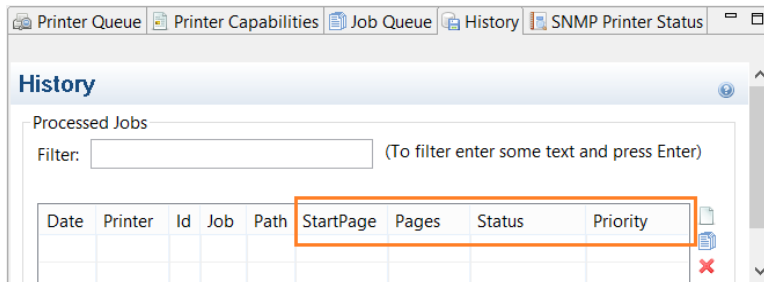 Printer Queue Printer Capabilities Job Queue History SNMP Printer Status
History
Processed Jobs
Filter: (To filter enter some text and press Enter)
Date Printer Id Job Path StartPage Pages Status Priority